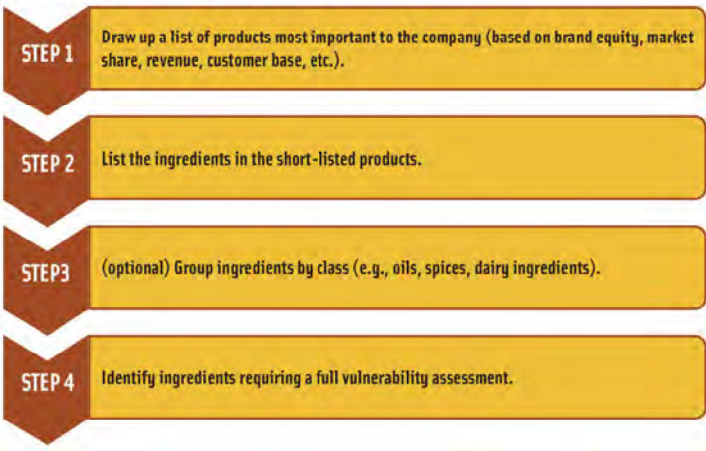 STEP 1
Draw up a list of products most important to the company (based on brand equity, market
share, revenue, customer base, etc.).
STEP 2
List the ingredients in the short-listed products.
STEP3
(optional) Group ingredients by class (e.g., oils, spices, dairy ingredients).
STEP 4
Identify ingredients requiring a full vulnerability assessment.